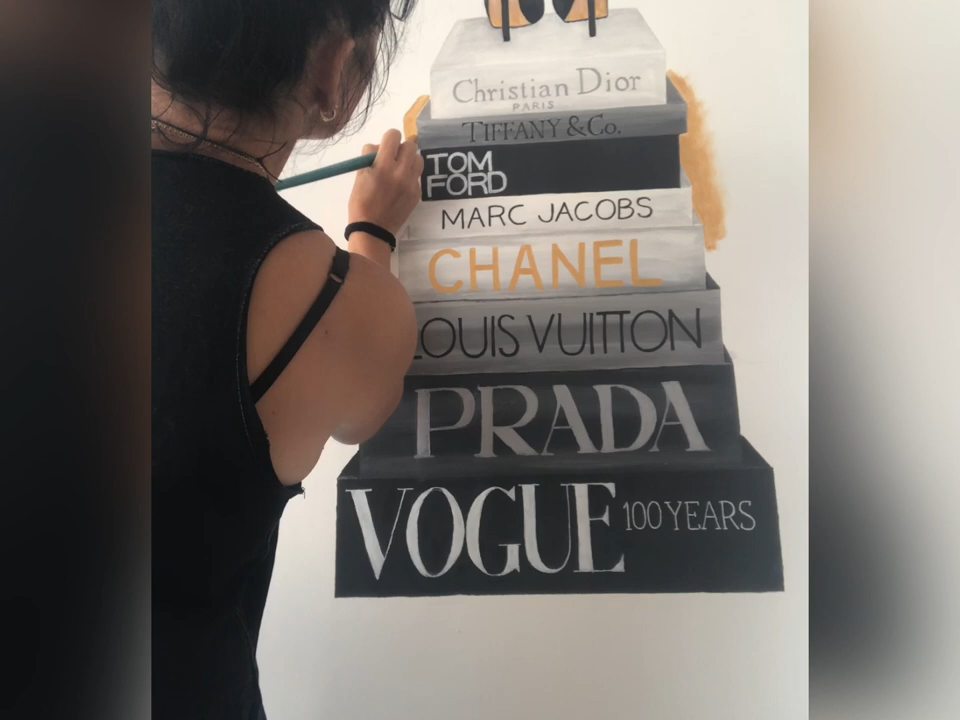 Christian Dior
PARIS
TIFFANY & Co.
TOM
FORD
MARC JACOBS
CHANEL
LOUIS VUITTON
PRADA
VOGUE 100 YEARS